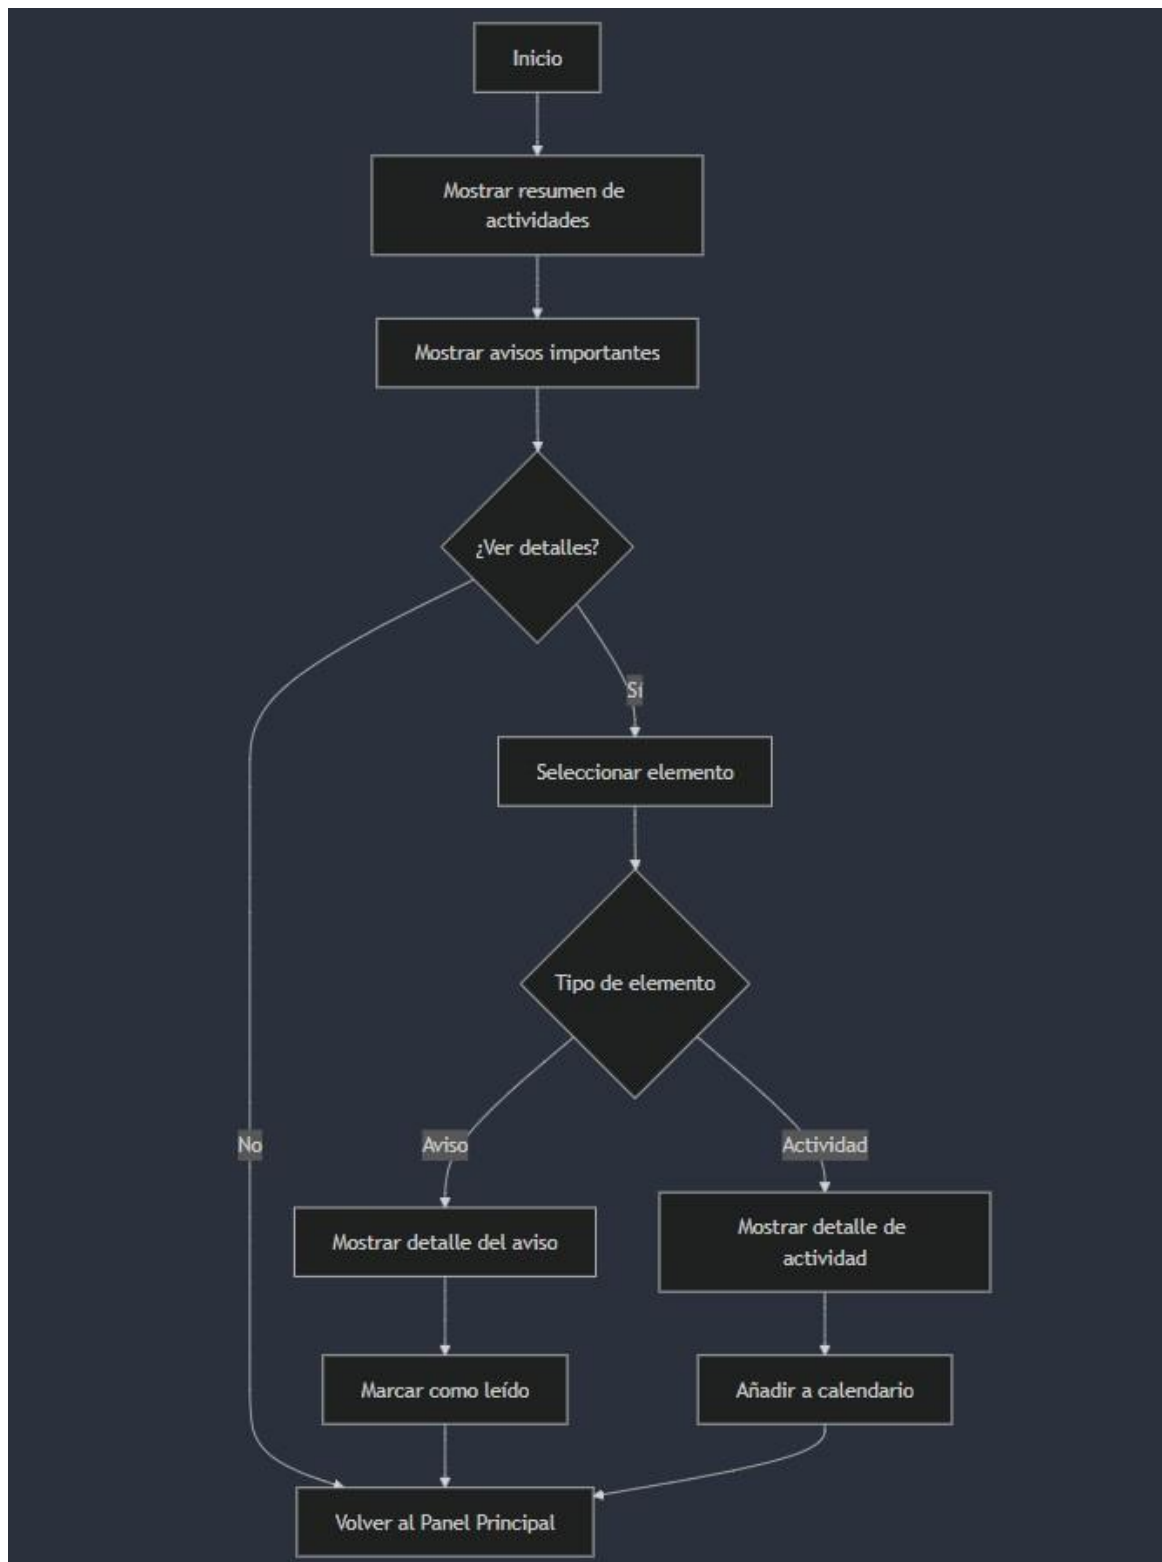 Inicio
Mostrar resumen de
actividades
Mostrar avisos importantes
¿Ver detalles?
Sí
Seleccionar elemento
Tipo de elemento
No
Aviso
Actividad
Mostrar detalle del aviso
Mostrar detalle de
actividad
Marcar como leído
Añadir a calendario
Volver al Panel Principal